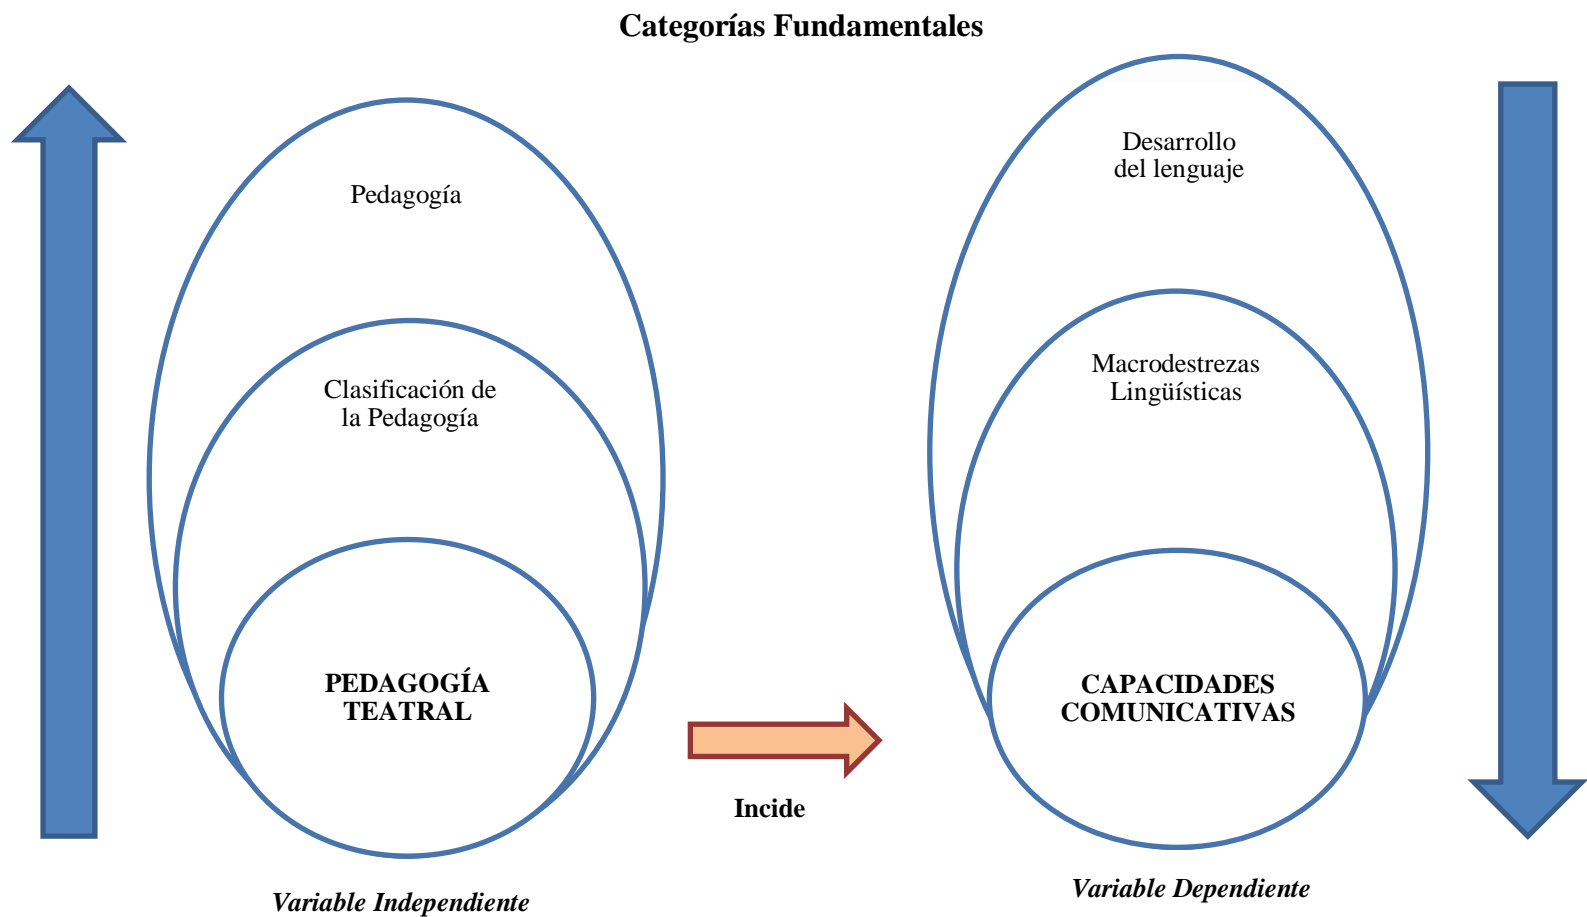 Categorías Fundamentales
Pedagogía
Clasificación de
la Pedagogía
PEDAGOGÍA
TEATRAL
Variable Independiente
Incide
Desarrollo
del lenguaje
Macrodestrezas
Lingüísticas
CAPACIDADES
COMUNICATIVAS
Variable Dependiente